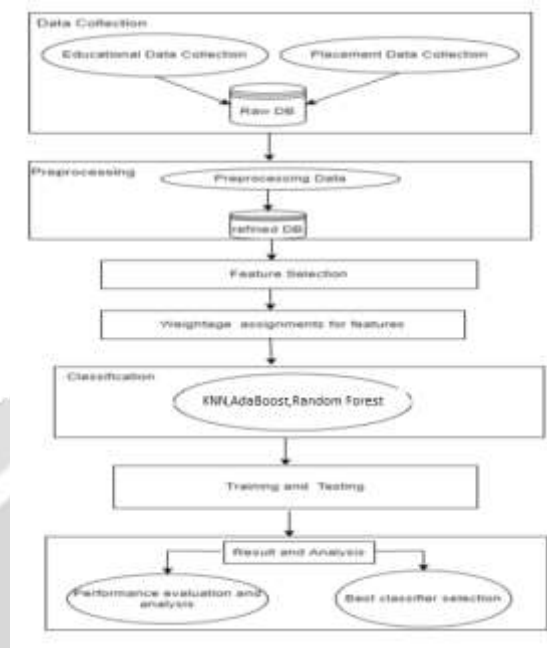 Data Collection
Educational Data Collection
Placement Data Collection
Raw DB
Preprocessing
Preprocessing Data
refined DB
Feature Selection
Weightage assignments for features
Classification
KNN,AdaBoost,Random Forest
Training and Testing
Result and Analysis
Performance evaluation and
analysis
Best classifier selection